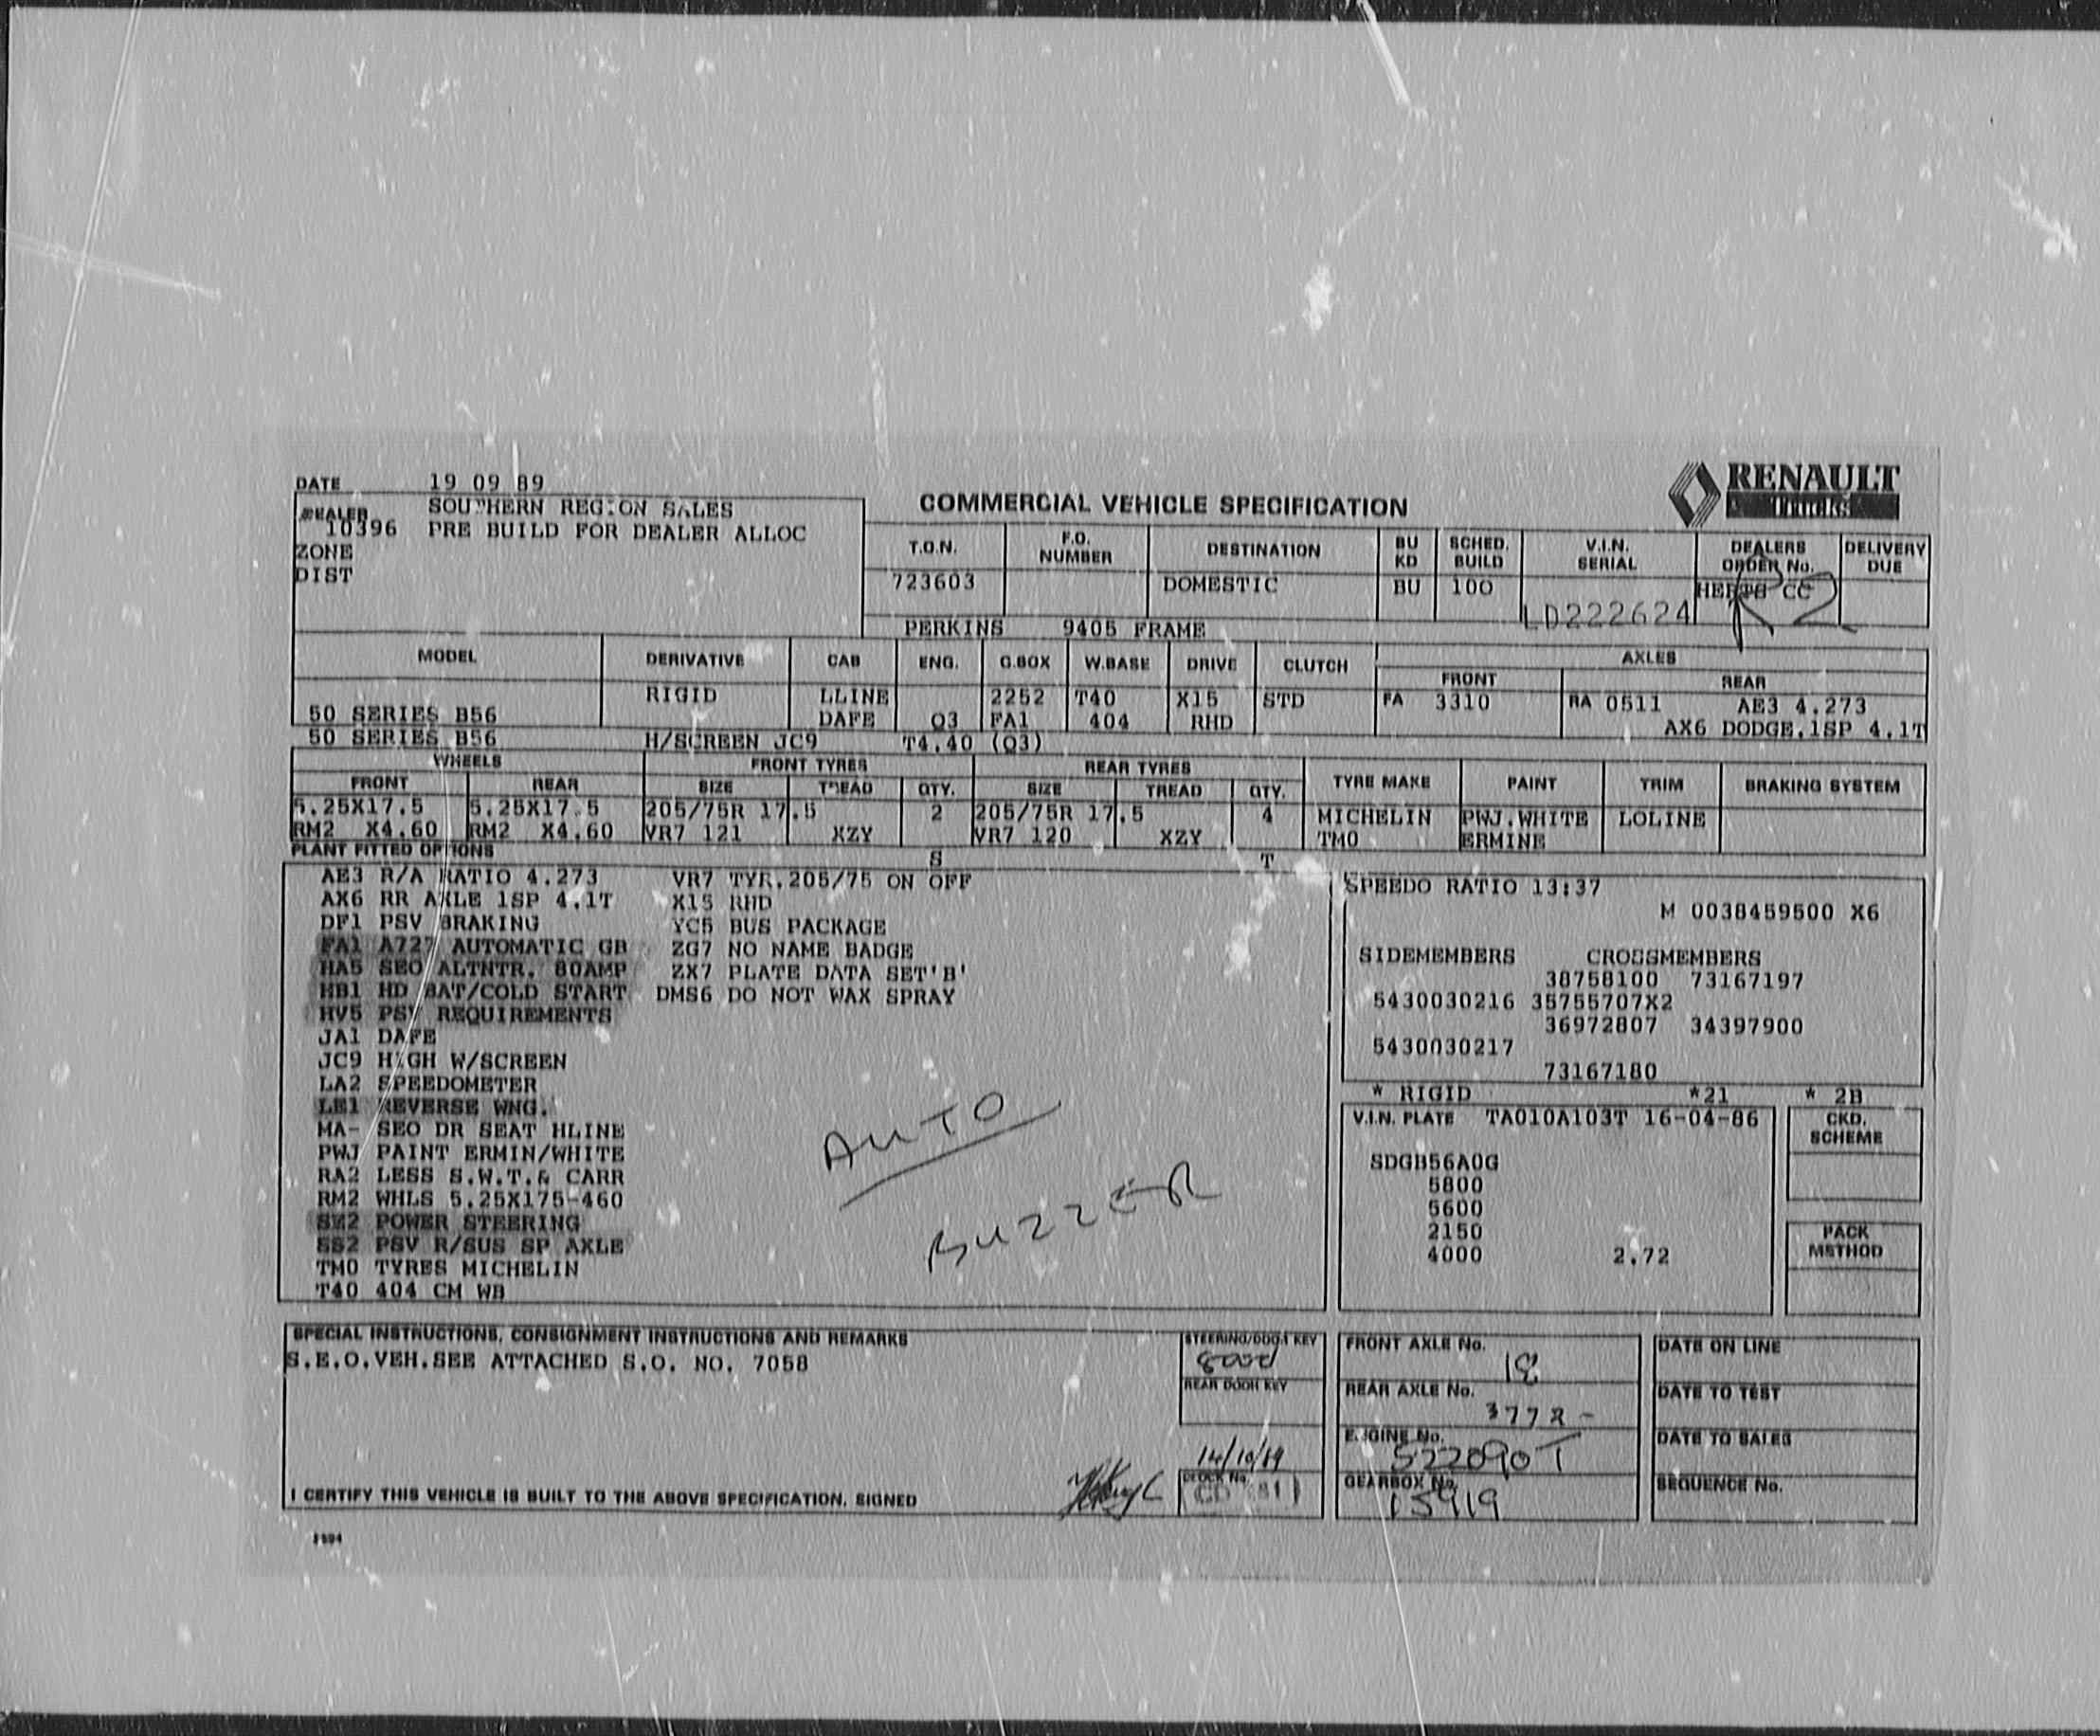 DATE 19 09 89
RENAULT
Trucks
SOUTHERN REGION SALES
COMMERCIAL VEHICLE SPECIFICATION
DEALER
10396 PRE BUILD FOR DEALER ALLOC
ZONE
DIST
T.O.N. F.O. NUMBER DESTINATION BU KD SCHED. BUILD V.I.N. SERIAL DEALERS ORDER No. DELIVERY DUE
723603 DOMESTIC BU 100 LD222624 HERTS CC
R2
PERKINS 9405 FRAME
MODEL DERIVATIVE CAB ENG. G.BOX W.BASE DRIVE CLUTCH AXLES
FRONT REAR
RIGID LLINE 2252 T40 X15 STD FA 3310 RA 0511 AE3 4.273
50 SERIES B56 DAFE Q3 FA1 404 RHD AX6 DODGE.1SP 4.1T
50 SERIES B56 H/SCREEN JC9 T4.40 (Q3)
WHEELS FRONT TYRES REAR TYRES TYRE MAKE PAINT TRIM BRAKING SYSTEM
FRONT REAR SIZE TREAD QTY. SIZE TREAD QTY.
5.25X17.5 5.25X17.5 205/75R 17.5 2 205/75R 17.5 4 MICHELIN PWJ.WHITE LOLINE
RM2 X4.60 RM2 X4.60 VR7 121 XZY VR7 120 XZY TM0 ERMINE
PLANT FITTED OPTIONS S T
AE3 R/A RATIO 4.273 VR7 TYR.205/75 ON OFF
AX6 RR AXLE 1SP 4.1T X15 RHD
DF1 PSV BRAKING YC5 BUS PACKAGE
FA1 A727 AUTOMATIC GB ZG7 NO NAME BADGE
HA5 SEO ALTNTR. 80AMP ZX7 PLATE DATA SET'B'
HB1 HD BAT/COLD START DMS6 DO NOT WAX SPRAY
HV5 PSV REQUIREMENTS
JA1 DAFE
JC9 HIGH W/SCREEN
LA2 SPEEDOMETER
LE1 REVERSE WNG.
MA- SEO DR SEAT HLINE
PWJ PAINT ERMIN/WHITE
RA2 LESS S.W.T.& CARR
RM2 WHLS 5.25X175-460
SE2 POWER STEERING
SS2 PSV R/SUS SP AXLE
TM0 TYRES MICHELIN
T40 404 CM WB
AUTO
BUZZER
SPEEDO RATIO 13:37
M 0038459500 X6
SIDEMEMBERS CROSSMEMBERS
38758100 73167197
5430030216 35755707X2
36972807 34397900
5430030217
73167180
* RIGID *21 * 2B
V.I.N. PLATE TA010A103T 16-04-86
CKD. SCHEME
SDGB56A0G
5800
5600
2150
4000 2.72
PACK METHOD
SPECIAL INSTRUCTIONS, CONSIGNMENT INSTRUCTIONS AND REMARKS
S.E.O.VEH.SEE ATTACHED S.O. NO. 7058
STEERING/DOOR KEY
REAR DOOR KEY
14/10/89
CLOCK No.
CD 81
I CERTIFY THIS VEHICLE IS BUILT TO THE ABOVE SPECIFICATION. SIGNED
FRONT AXLE No.
REAR AXLE No.
ENGINE No.
522090T
GEARBOX No.
15919
DATE ON LINE
DATE TO TEST
DATE TO SALES
SEQUENCE No.